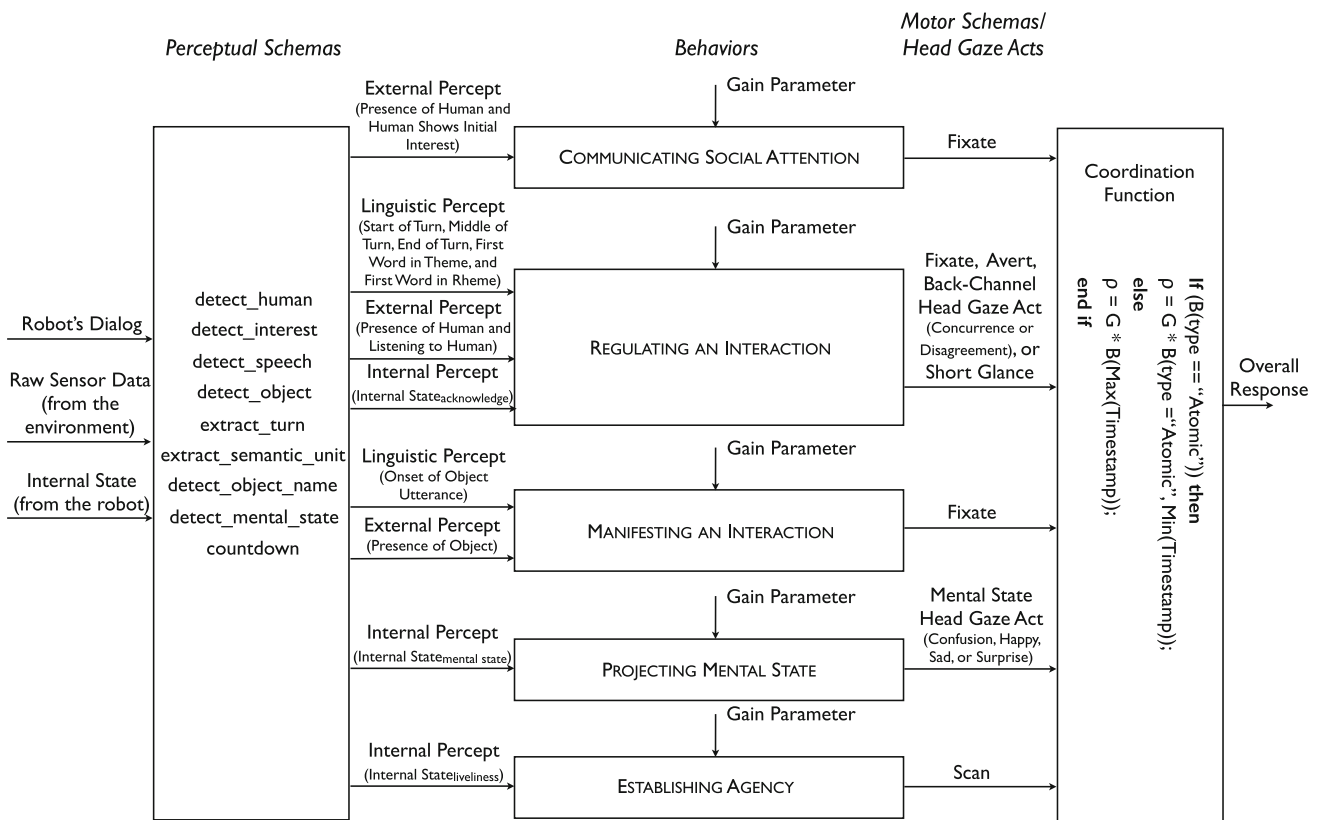 Perceptual Schemas
Behaviors
Motor Schemas/
Head Gaze Acts
Robot's Dialog
Raw Sensor Data
(from the
environment)
Internal State
(from the robot)
detect_human
detect_interest
detect_speech
detect_object
extract_turn
extract_semantic_unit
detect_object_name
detect_mental_state
countdown
External Percept
(Presence of Human and
Human Shows Initial
Interest)
Gain Parameter
COMMUNICATING SOCIAL ATTENTION
Fixate
Linguistic Percept
(Start of Turn, Middle of
Turn, End of Turn, First
Word in Theme, and
First Word in Rheme)
External Percept
(Presence of Human and
Listening to Human)
Internal Percept
(Internal Stateacknowledge)
Gain Parameter
REGULATING AN INTERACTION
Fixate, Avert,
Back-Channel
Head Gaze Act
(Concurrence or
Disagreement), or
Short Glance
Linguistic Percept
(Onset of Object
Utterance)
External Percept
(Presence of Object)
Gain Parameter
MANIFESTING AN INTERACTION
Fixate
Internal Percept
(Internal Statemental state)
Gain Parameter
PROJECTING MENTAL STATE
Mental State
Head Gaze Act
(Confusion, Happy,
Sad, or Surprise)
Internal Percept
(Internal Stateliveliness)
Gain Parameter
ESTABLISHING AGENCY
Scan
Coordination
Function
If (B(type == "Atomic")) then
ρ = G * B(type ="Atomic", Min(Timestamp));
else
ρ = G * B(Max(Timestamp));
end if
Overall
Response